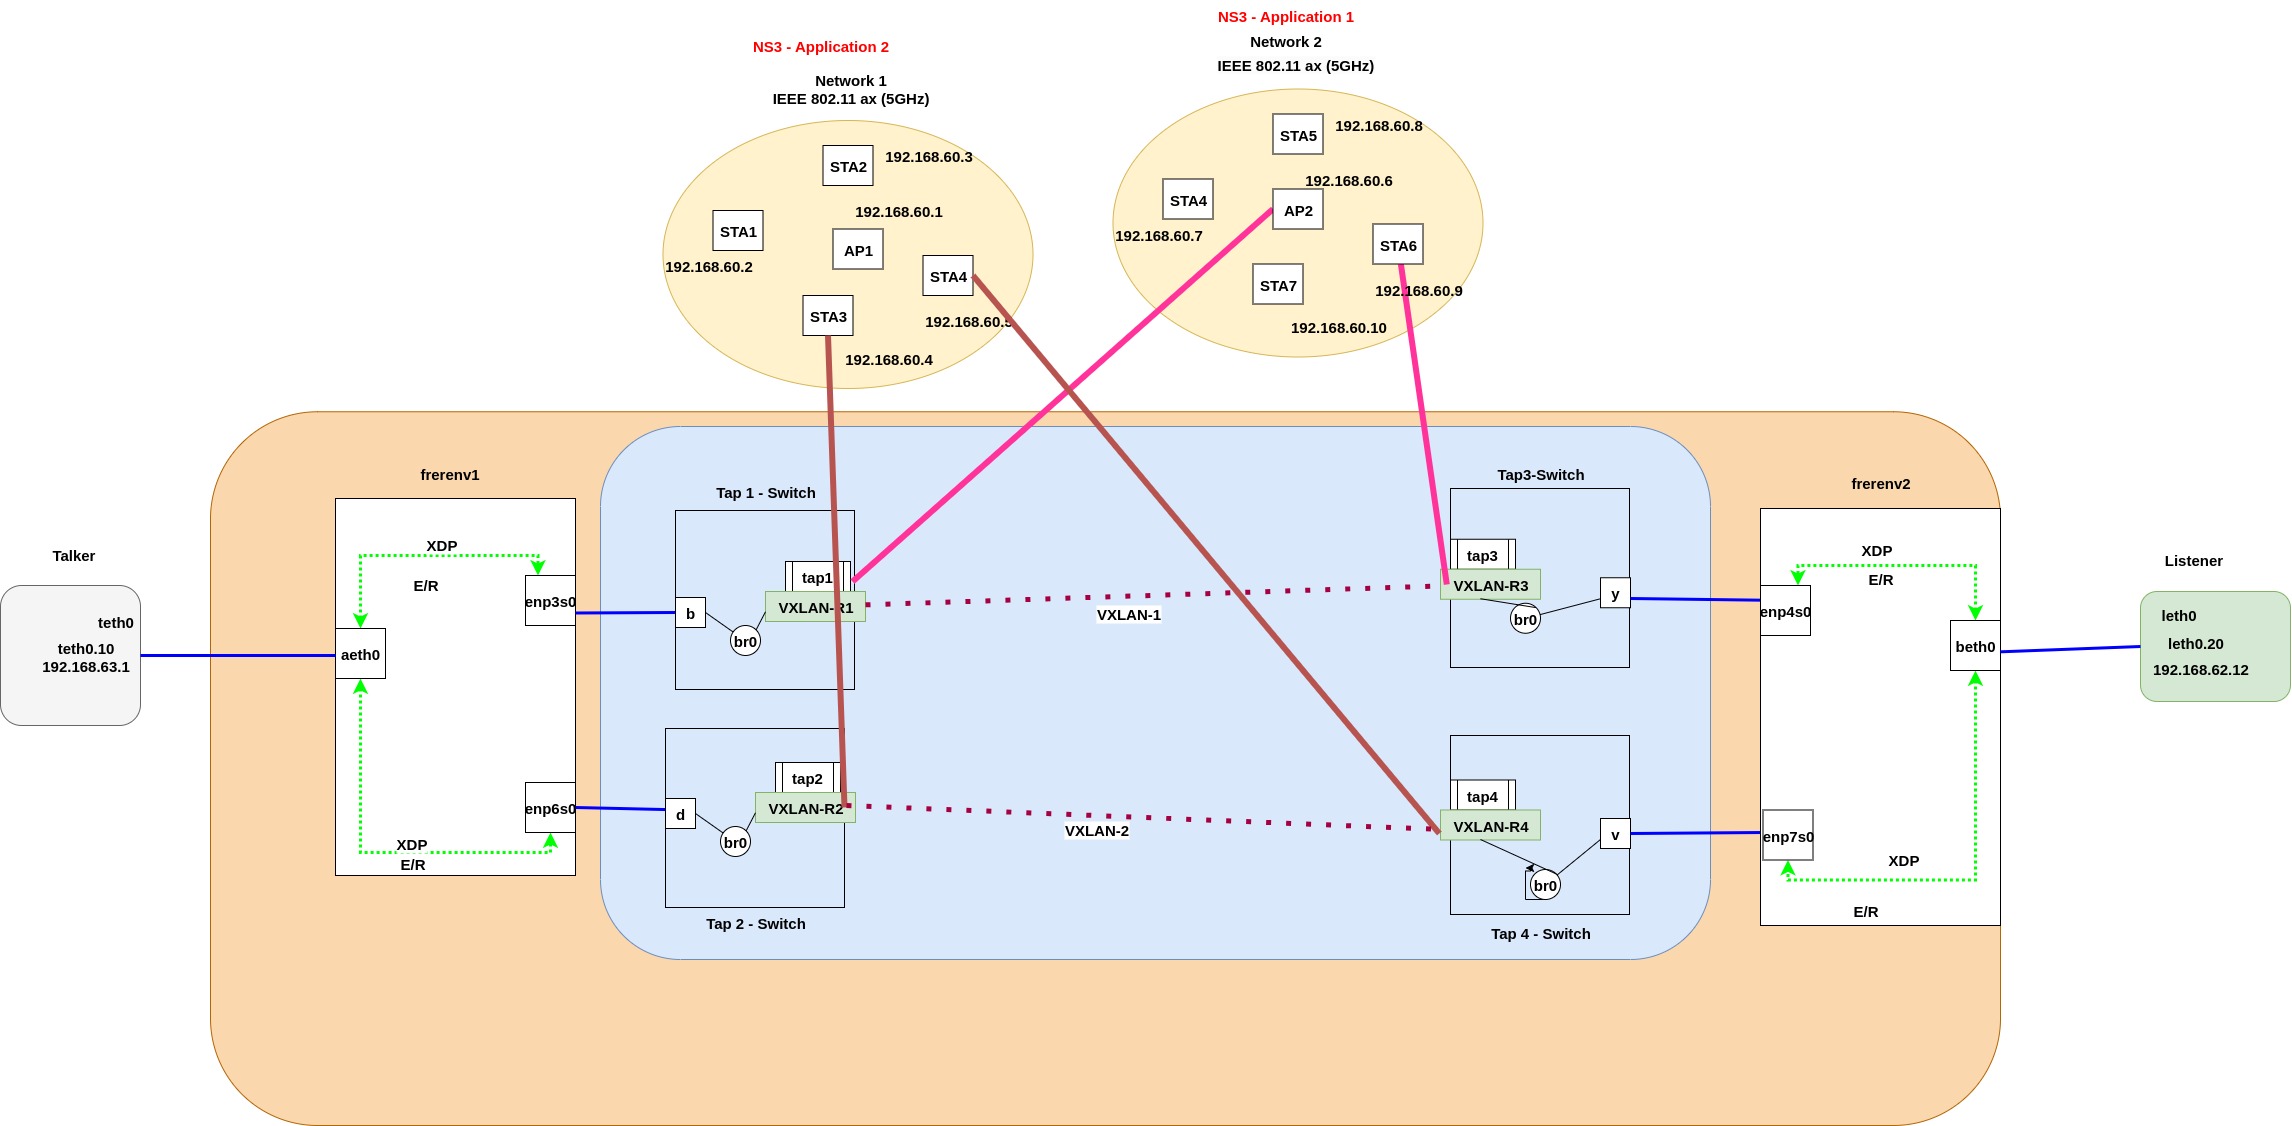 NS3 - Application 1
Network 2
IEEE 802.11 ax (5GHz)
NS3 - Application 2
Network 1
IEEE 802.11 ax (5GHz)
STA5
192.168.60.8
192.168.60.6
STA4
AP2
192.168.60.7
STA6
STA7
192.168.60.9
192.168.60.10
STA2
192.168.60.3
192.168.60.1
STA1
AP1
192.168.60.2
STA4
STA3
192.168.60.5
192.168.60.4
frerenv1
Tap 1 - Switch
Tap3-Switch
frerenv2
Talker
teth0
teth0.10
192.168.63.1
XDP
E/R
enp3s0
aeth0
enp6s0
XDP
E/R
b
br0
tap1
VXLAN-R1
VXLAN-1
tap3
VXLAN-R3
br0
y
d
br0
tap2
VXLAN-R2
VXLAN-2
tap4
VXLAN-R4
br0
v
Tap 2 - Switch
Tap 4 - Switch
XDP
E/R
enp4s0
beth0
enp7s0
XDP
E/R
Listener
leth0
leth0.20
192.168.62.12